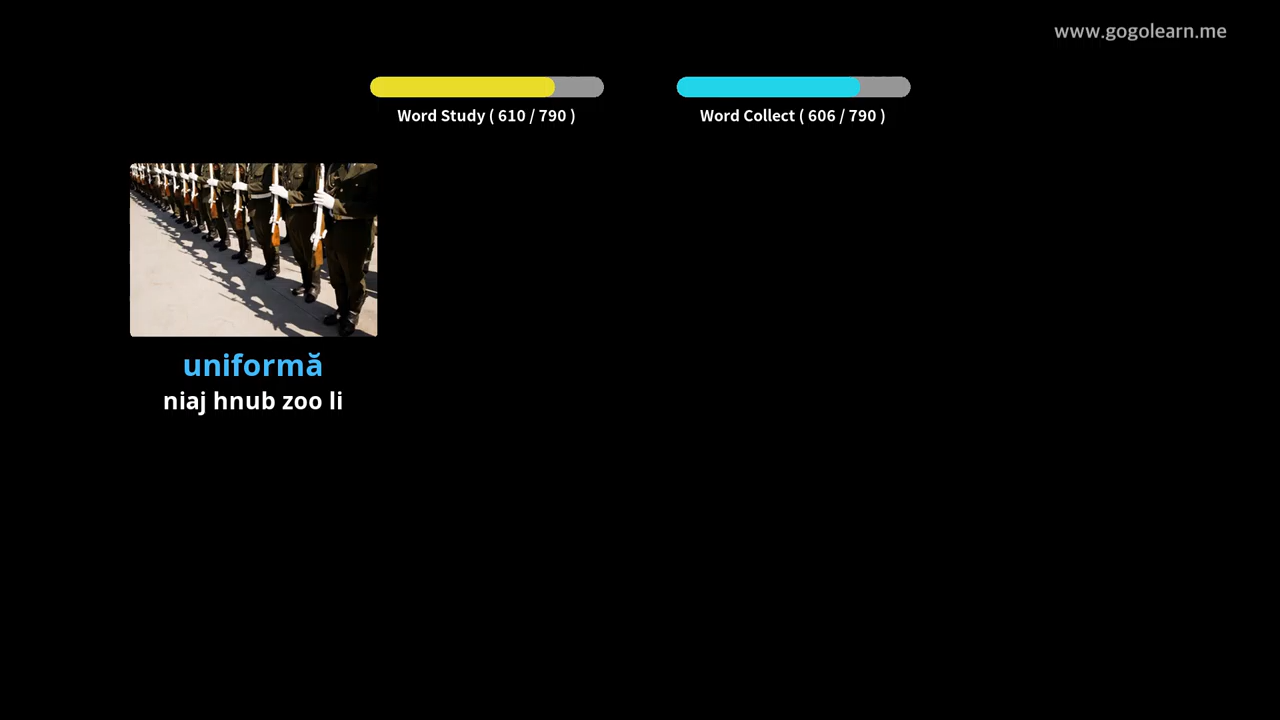 www.gogolearn.me
Word Study ( 610 / 790 )
Word Collect ( 606 / 790 )
uniformă
niaj hnub zoo li